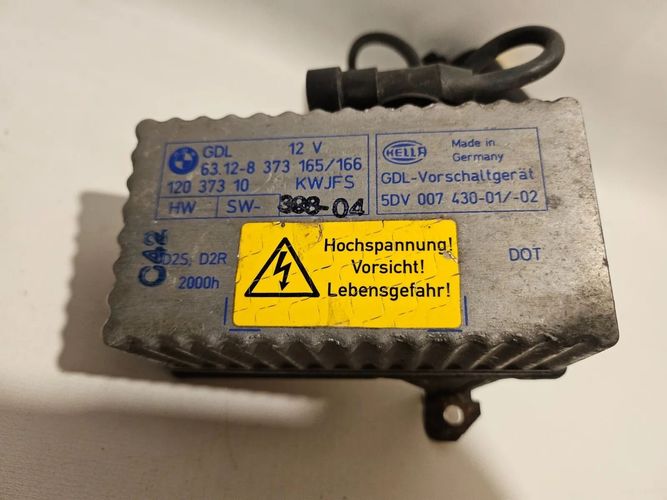 GDL 12 V
63.12-8 373 165/166
120 373 10 KWJFS
HW SW- 398-04
HELLA
Made in
Germany
GDL-Vorschaltgerät
5DV 007 430-01/-02
C42
D2S, D2R
2000h
Hochspannung!
Vorsicht!
Lebensgefahr!
DOT